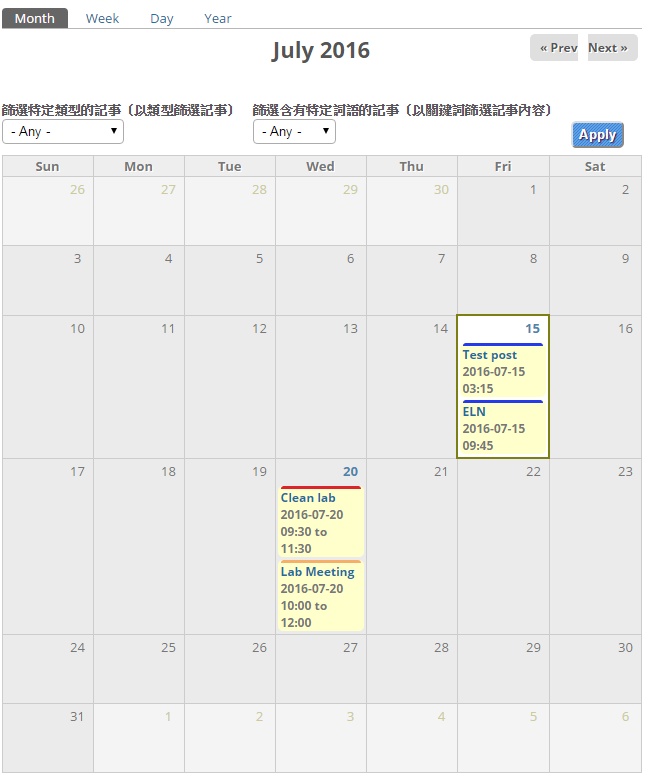 Month Week Day Year
July 2016
« Prev Next »
篩選特定類型的記事〔以類型篩選記事〕 篩選含有特定詞語的記事〔以關鍵詞篩選記事內容〕
- Any - - Any - Apply
Sun Mon Tue Wed Thu Fri Sat
26 27 28 29 30 1 2
3 4 5 6 7 8 9
10 11 12 13 14 15 16
Test post
2016-07-15
03:15
ELN
2016-07-15
09:45
17 18 19 20 21 22 23
Clean lab
2016-07-20
09:30 to
11:30
Lab Meeting
2016-07-20
10:00 to
12:00
24 25 26 27 28 29 30
31 1 2 3 4 5 6